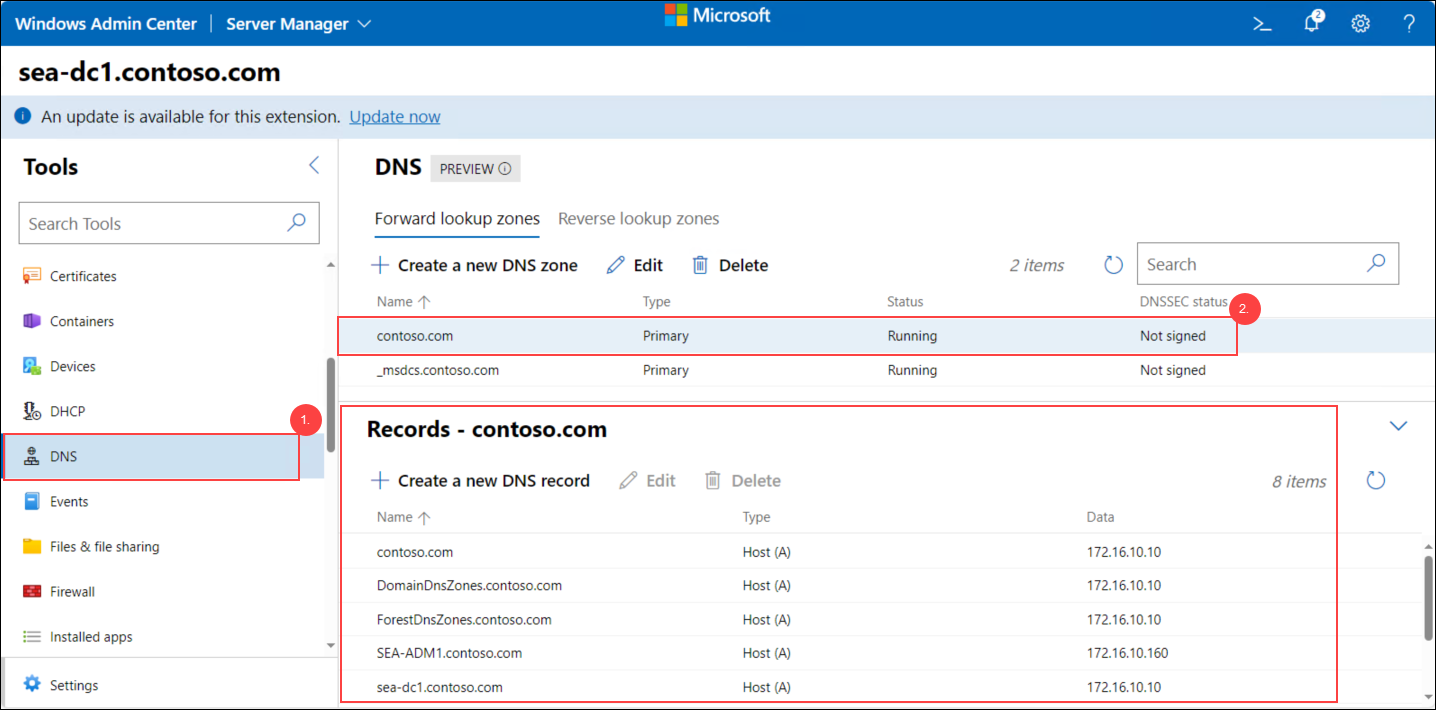 Windows Admin Center | Server Manager
Microsoft
2
sea-dc1.contoso.com
An update is available for this extension. Update now
Tools
Search Tools
Certificates
Containers
Devices
DHCP
1.
DNS
Events
Files & file sharing
Firewall
Installed apps
Settings
DNS PREVIEW
Forward lookup zones Reverse lookup zones
Create a new DNS zone Edit Delete 2 items Search
Name Type Status DNSSEC status
2.
contoso.com Primary Running Not signed
_msdcs.contoso.com Primary Running Not signed
Records - contoso.com
Create a new DNS record Edit Delete 8 items
Name Type Data
contoso.com Host (A) 172.16.10.10
DomainDnsZones.contoso.com Host (A) 172.16.10.10
ForestDnsZones.contoso.com Host (A) 172.16.10.10
SEA-ADM1.contoso.com Host (A) 172.16.10.160
sea-dc1.contoso.com Host (A) 172.16.10.10